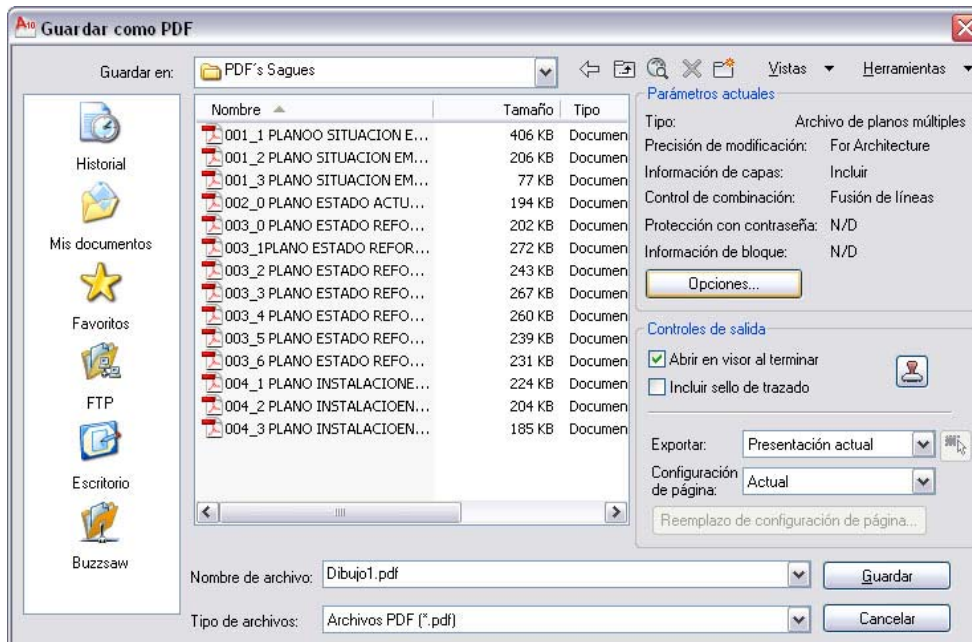 A10 Guardar como PDF
Guardar en: PDF´s Sagues Vistas Herramientas
Historial
Mis documentos
Favoritos
FTP
Escritorio
Buzzsaw
Nombre Tamaño Tipo
001_1 PLANOO SITUACION E... 406 KB Documen
001_2 PLANO SITUACION EM... 206 KB Documen
001_3 PLANO SITUACION EM... 77 KB Documen
002_0 PLANO ESTADO ACTU... 194 KB Documen
003_0 PLANO ESTADO REFO... 202 KB Documen
003_1PLANO ESTADO REFOR... 272 KB Documen
003_2 PLANO ESTADO REFO... 243 KB Documen
003_3 PLANO ESTADO REFO... 267 KB Documen
003_4 PLANO ESTADO REFO... 260 KB Documen
003_5 PLANO ESTADO REFO... 239 KB Documen
003_6 PLANO ESTADO REFO... 231 KB Documen
004_1 PLANO INSTALACIONE... 224 KB Documen
004_2 PLANO INSTALACIOEN... 204 KB Documen
004_3 PLANO INSTALACIOEN... 185 KB Documen
Parámetros actuales
Tipo: Archivo de planos múltiples
Precisión de modificación: For Architecture
Información de capas: Incluir
Control de combinación: Fusión de líneas
Protección con contraseña: N/D
Información de bloque: N/D
Opciones...
Controles de salida
Abrir en visor al terminar
Incluir sello de trazado
Exportar: Presentación actual
Configuración
de página: Actual
Reemplazo de configuración de página...
Nombre de archivo: Dibujo1.pdf Guardar
Tipo de archivos: Archivos PDF (*.pdf) Cancelar